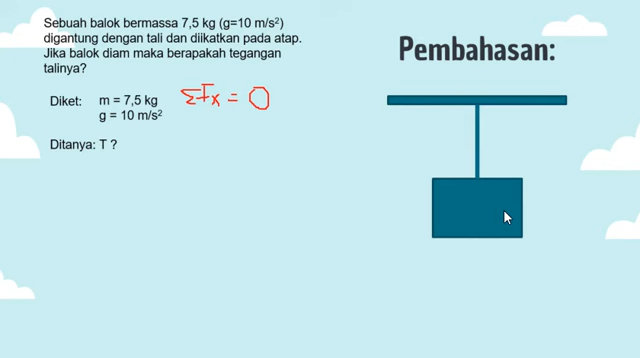 Sebuah balok bermassa 7,5 kg (g=10 m/s²)
digantung dengan tali dan diikatkan pada atap.
Jika balok diam maka berapakah tegangan
talinya?
Diket: m = 7,5 kg
g = 10 m/s²
ΣFx = 0
Ditanya: T ?
Pembahasan: